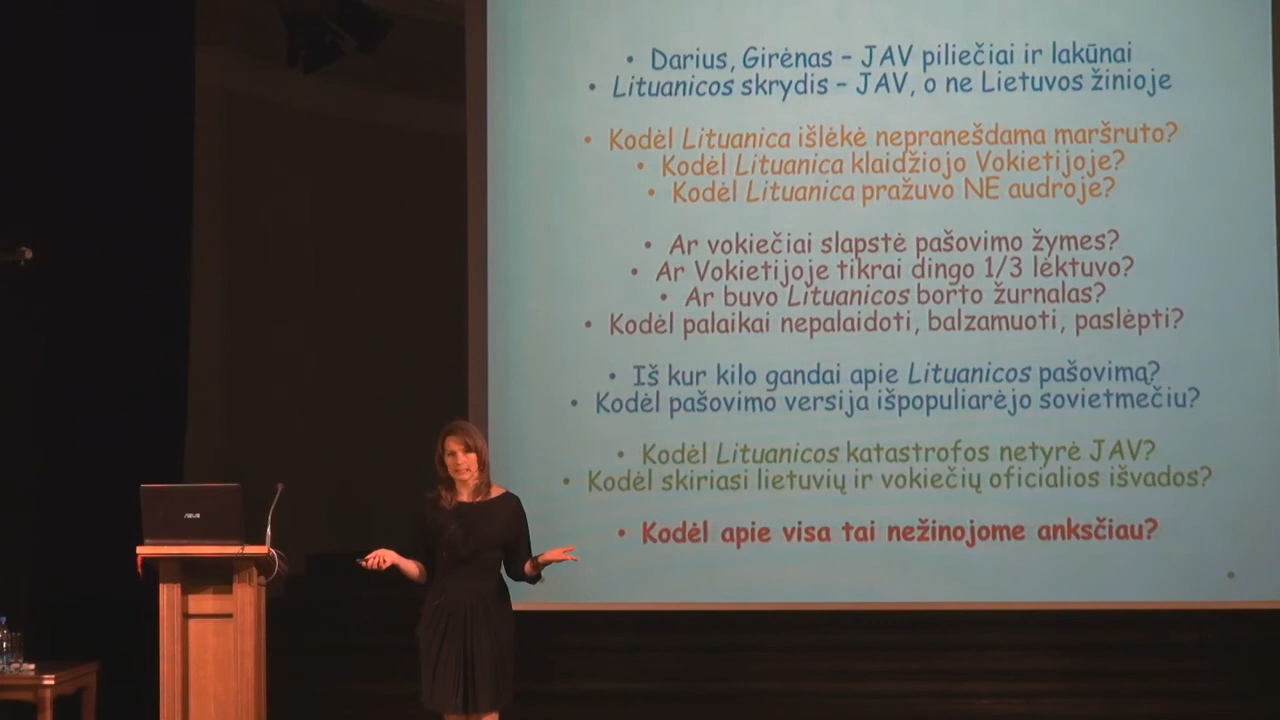 • Darius, Girėnas – JAV piliečiai ir lakūnai
• Lituanicos skrydis – JAV, o ne Lietuvos žinioje
• Kodėl Lituanica išlėkė nepranešdama maršruto?
• Kodėl Lituanica klaidžiojo Vokietijoje?
• Kodėl Lituanica pražuvo NE audroje?
• Ar vokiečiai slapstė pašovimo žymes?
• Ar Vokietijoje tikrai dingo 1/3 lėktuvo?
• Ar buvo Lituanicos borto žurnalas?
• Kodėl palaikai nepalaidoti, balzamuoti, paslėpti?
• Iš kur kilo gandai apie Lituanicos pašovimą?
• Kodėl pašovimo versija išpopuliarėjo sovietmečiu?
• Kodėl Lituanicos katastrofos netyrė JAV?
• Kodėl skiriasi lietuvių ir vokiečių oficialios išvados?
• Kodėl apie visa tai nežinojome anksčiau?
ASUS